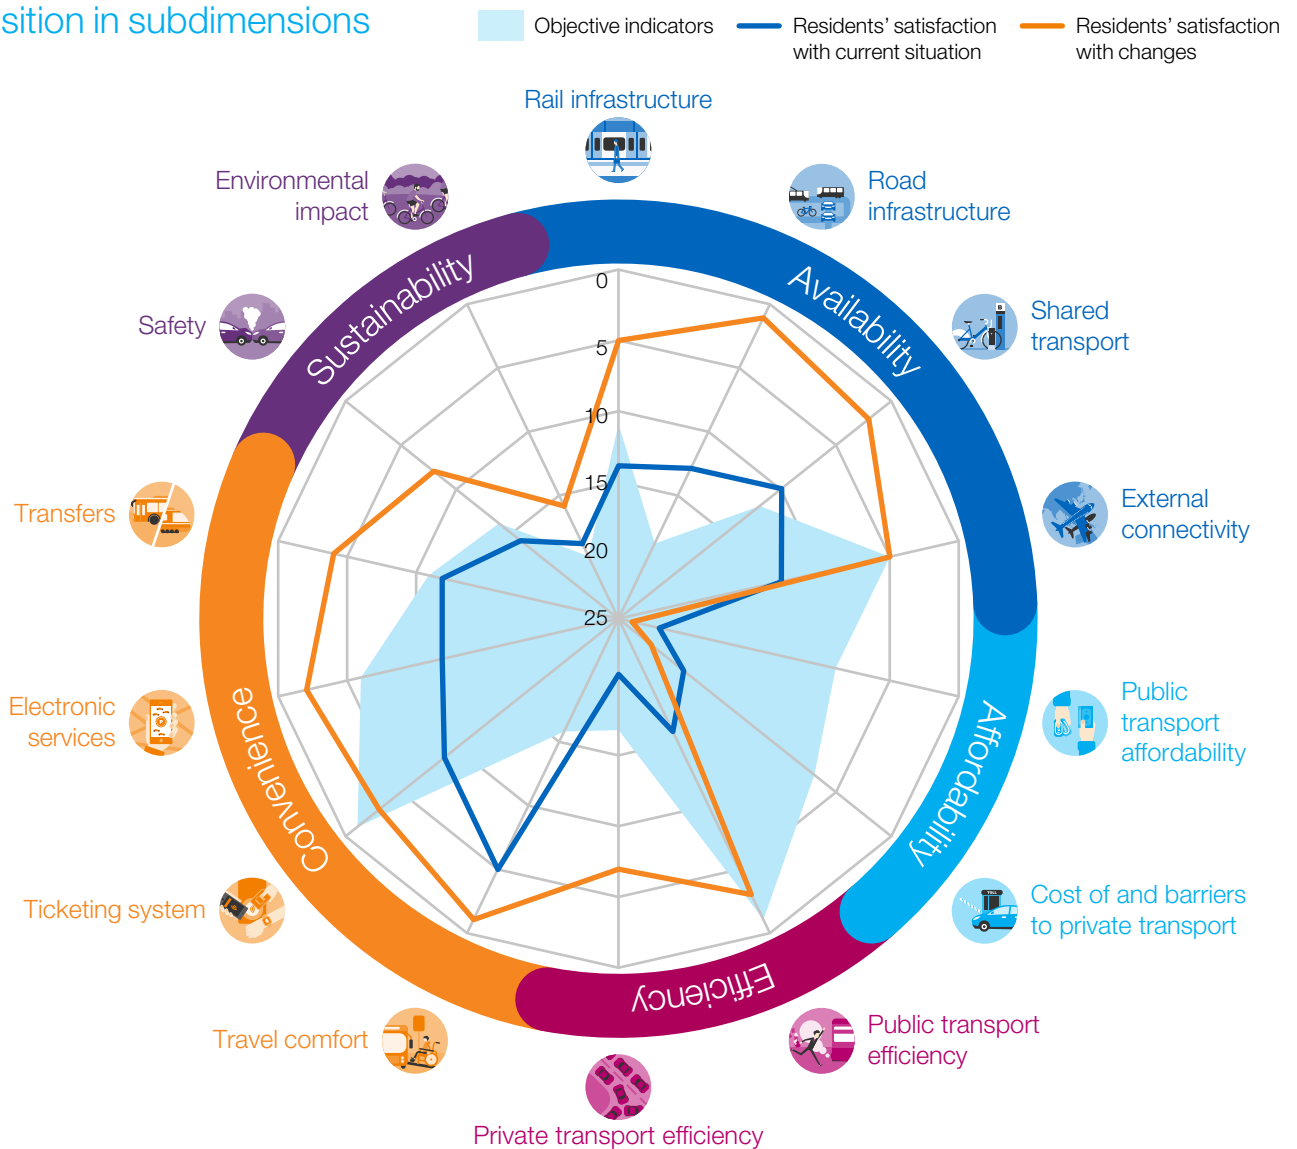 sition in subdimensions
Objective indicators
Residents' satisfaction
with current situation
Residents' satisfaction
with changes
Rail infrastructure
Environmental
impact
Road
infrastructure
Safety
Shared
transport
Sustainability
Availability
0
5
10
15
20
25
Transfers
External
connectivity
Electronic
services
Public
transport
affordability
Convenience
Affordability
Ticketing system
Cost of and barriers
to private transport
Efficiency
Travel comfort
Public transport
efficiency
Private transport efficiency